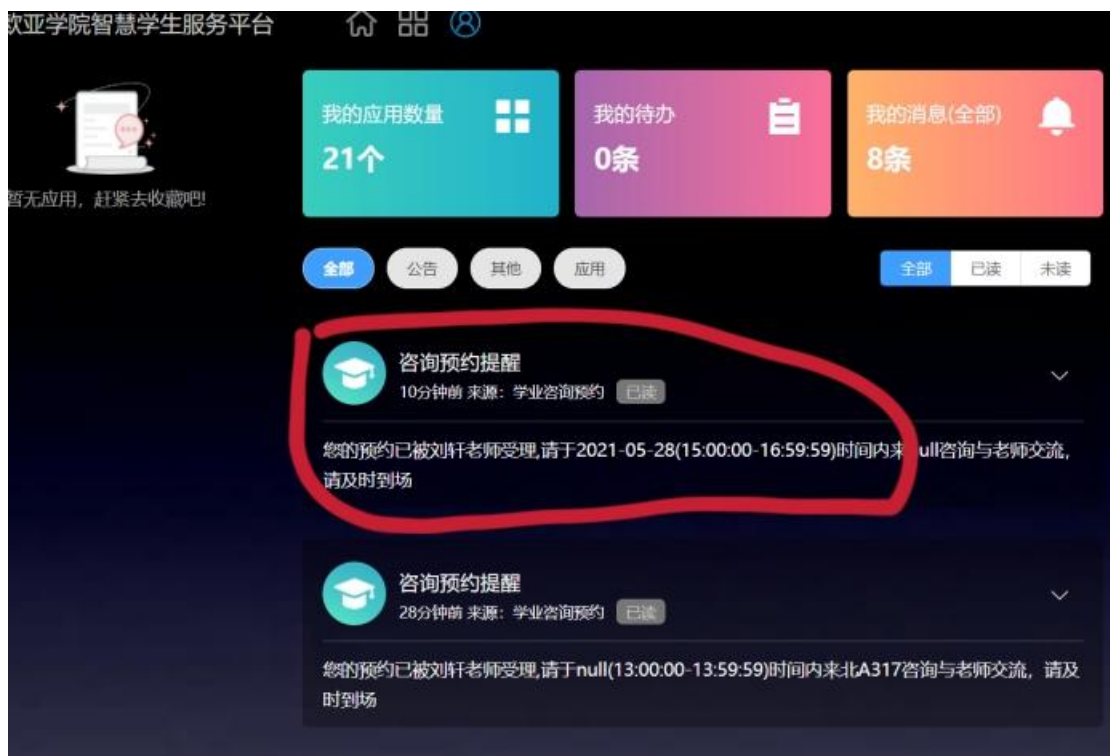 欧亚学院智慧学生服务平台
暂无应用，赶紧去收藏吧!
我的应用数量
21个
我的待办
0条
我的消息(全部)
8条
全部 公告 其他 应用
全部 已读 未读
咨询预约提醒
10分钟前 来源：学业咨询预约 已读
您的预约已被刘轩老师受理,请于2021-05-28(15:00:00-16:59:59)时间内来null咨询与老师交流，
请及时到场
咨询预约提醒
28分钟前 来源：学业咨询预约 已读
您的预约已被刘轩老师受理,请于null(13:00:00-13:59:59)时间内来北A317咨询与老师交流，请及
时到场